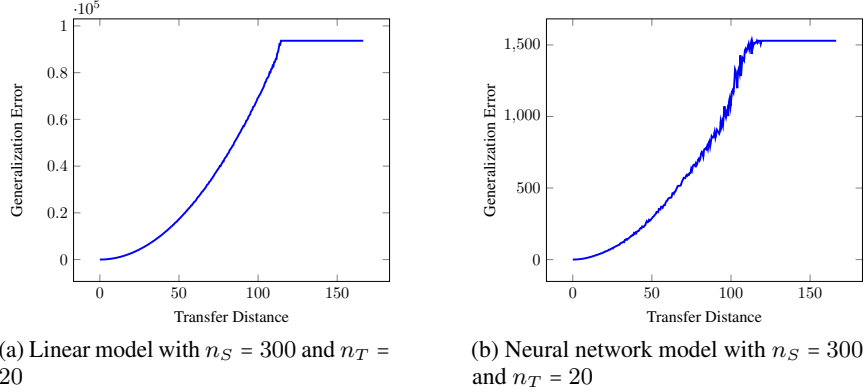 ·10⁵
1
0.8
0.6
0.4
0.2
0
Generalization Error
0 50 100 150
Transfer Distance
(a) Linear model with n_S = 300 and n_T =
20
1,500
1,000
500
0
Generalization Error
0 50 100 150
Transfer Distance
(b) Neural network model with n_S = 300
and n_T = 20